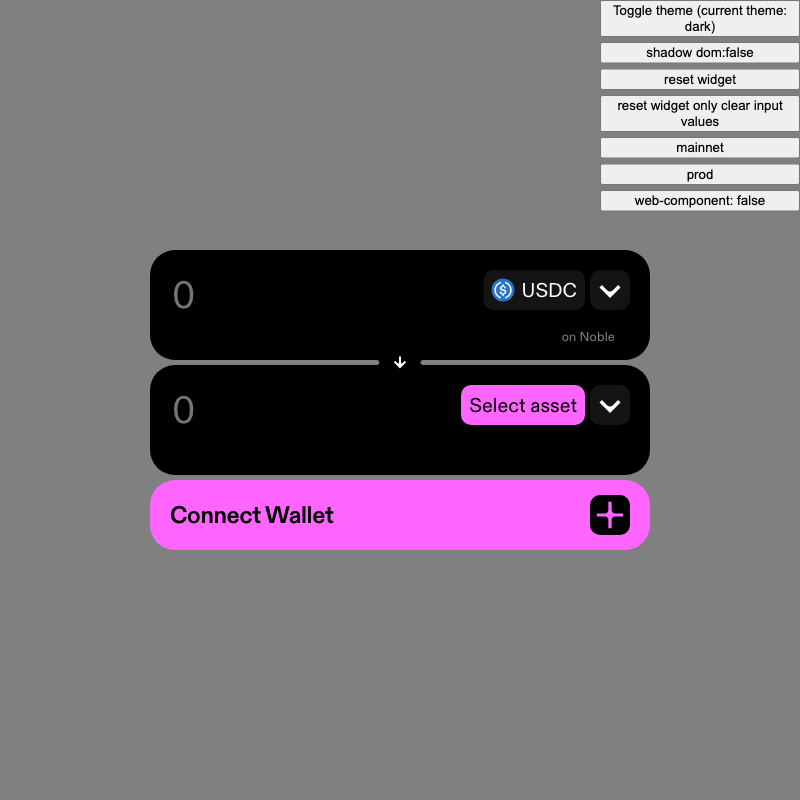 Toggle theme (current theme:
dark)
shadow dom:false
reset widget
reset widget only clear input
values
mainnet
prod
web-component: false
0
USDC
on Noble
0
Select asset
Connect Wallet